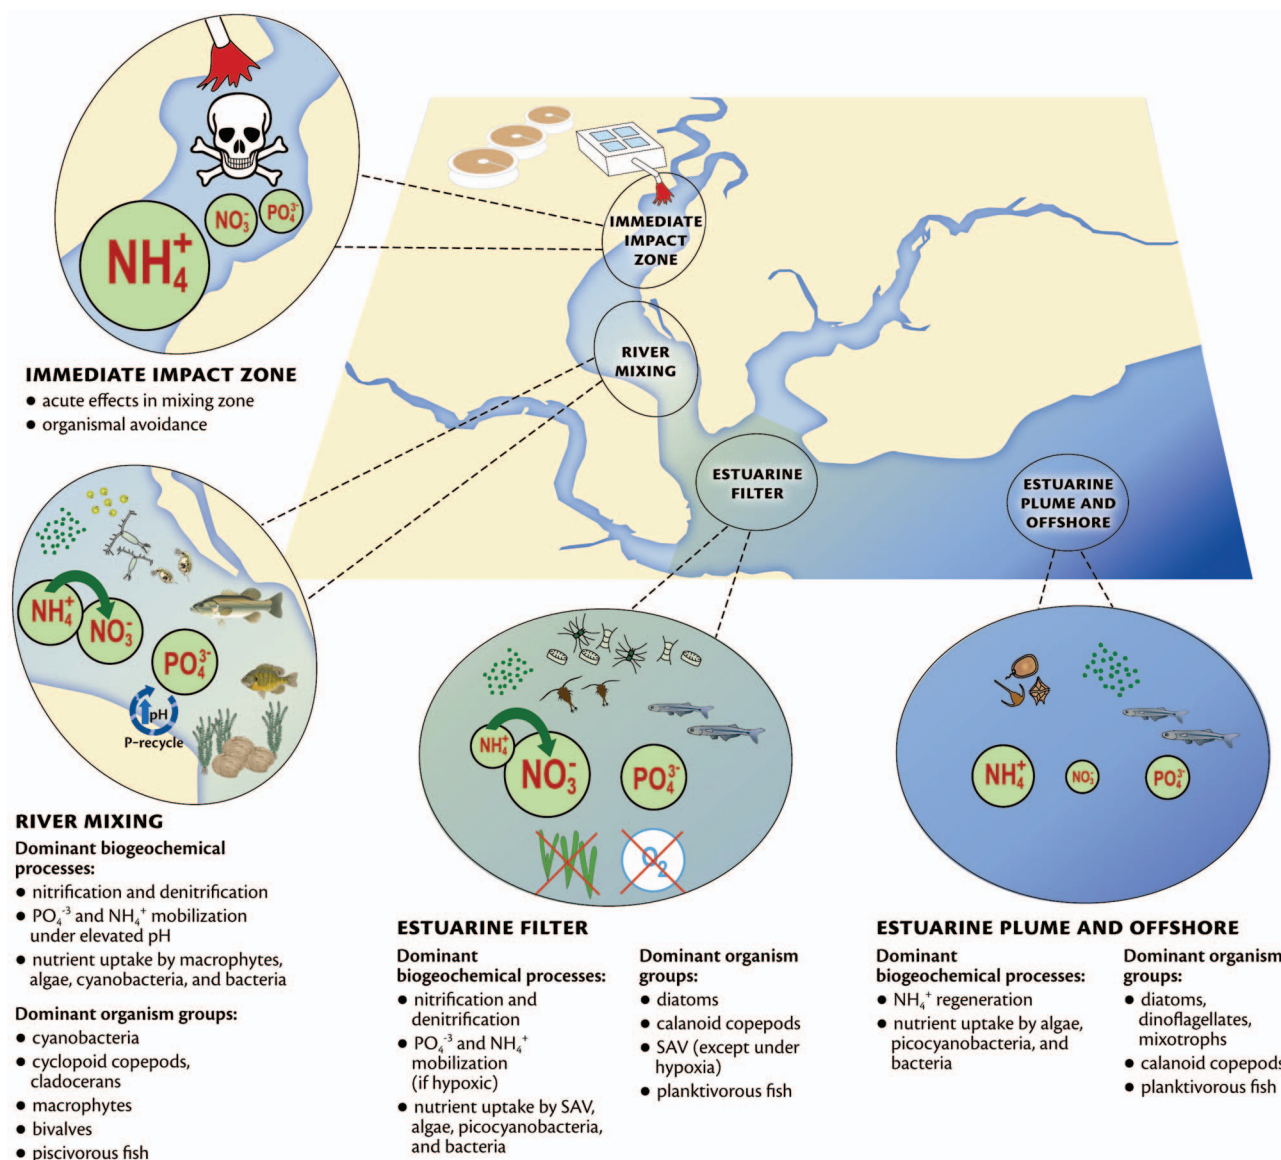 NO₃⁻
PO₄³⁻
NH₄⁺
IMMEDIATE
IMPACT
ZONE
RIVER
MIXING
ESTUARINE
FILTER
ESTUARINE
PLUME AND
OFFSHORE
IMMEDIATE IMPACT ZONE
● acute effects in mixing zone
● organismal avoidance
NH₄⁺
NO₃⁻
PO₄³⁻
pH
P-recycle
RIVER MIXING
Dominant biogeochemical
processes:
● nitrification and denitrification
● PO₄⁻³ and NH₄⁺ mobilization
under elevated pH
● nutrient uptake by macrophytes,
algae, cyanobacteria, and bacteria
Dominant organism groups:
● cyanobacteria
● cyclopoid copepods,
cladocerans
● macrophytes
● bivalves
● piscivorous fish
NH₄⁺
NO₃⁻
PO₄³⁻
O₂
ESTUARINE FILTER
Dominant
biogeochemical processes:
● nitrification and
denitrification
● PO₄⁻³ and NH₄⁺
mobilization
(if hypoxic)
● nutrient uptake by SAV,
algae, picocyanobacteria,
and bacteria
Dominant organism
groups:
● diatoms
● calanoid copepods
● SAV (except under
hypoxia)
● planktivorous fish
NH₄⁺
NO₃⁻
PO₄³⁻
ESTUARINE PLUME AND OFFSHORE
Dominant
biogeochemical processes:
● NH₄⁺ regeneration
● nutrient uptake by algae,
picocyanobacteria, and
bacteria
Dominant organism
groups:
● diatoms,
dinoflagellates,
mixotrophs
● calanoid copepods
● planktivorous fish